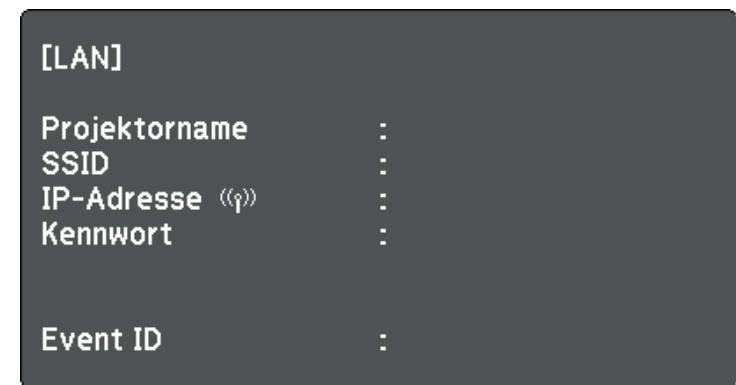 [LAN]
Projektorname :
SSID :
IP-Adresse :
Kennwort :
Event ID :